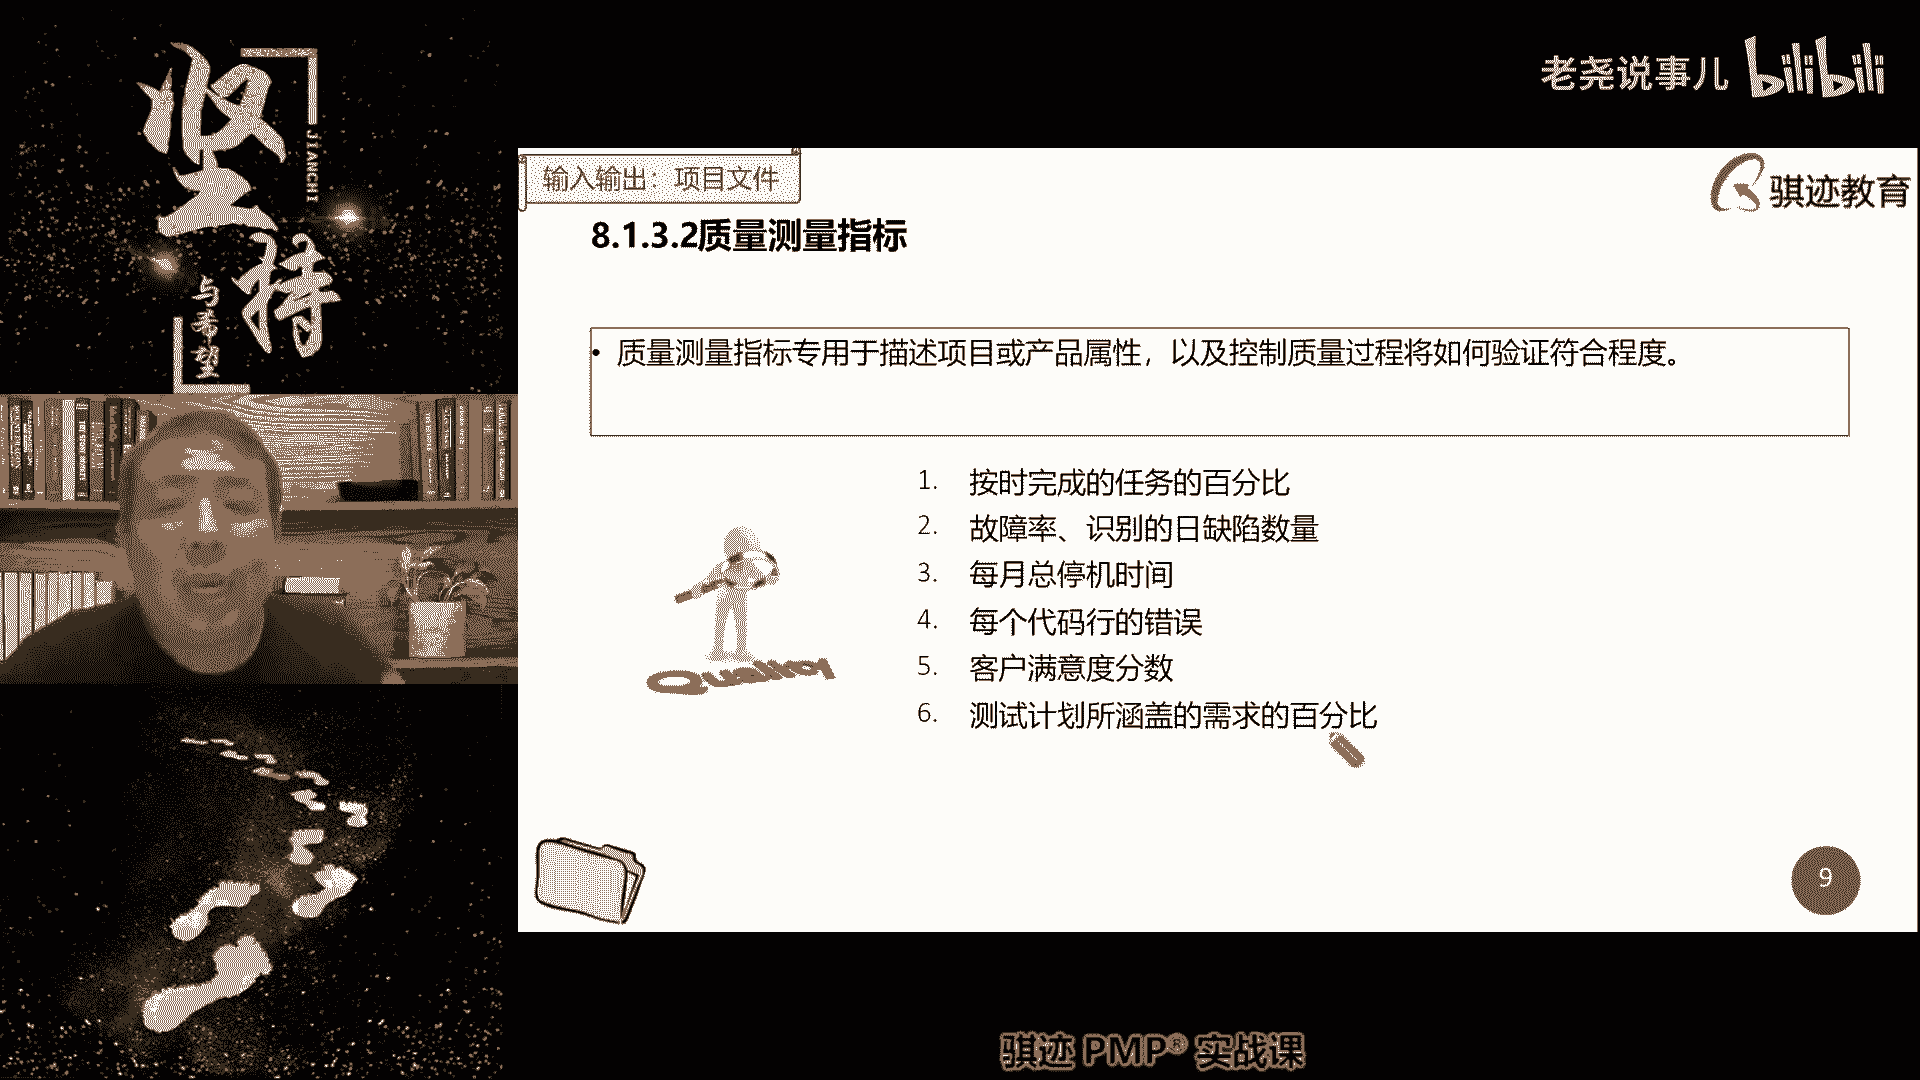 坚持
JIANCHI
与希望
老尧说事儿 bilibili
输入输出：项目文件
骐迹教育
8.1.3.2质量测量指标
• 质量测量指标专用于描述项目或产品属性，以及控制质量过程将如何验证符合程度。
1. 按时完成的任务的百分比
2. 故障率、识别的日缺陷数量
3. 每月总停机时间
4. 每个代码行的错误
5. 客户满意度分数
6. 测试计划所涵盖的需求的百分比
Quality
9
骐迹 PMP® 实战课